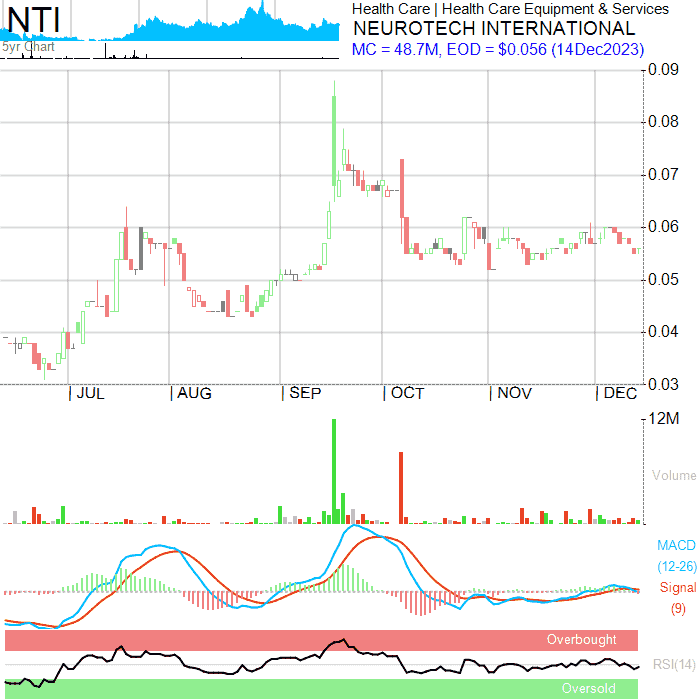 NTI
5yr Chart
Health Care | Health Care Equipment & Services
NEUROTECH INTERNATIONAL
MC = 48.7M, EOD = $0.056 (14Dec2023)
0.09
0.08
0.07
0.06
0.05
0.04
0.03
| JUL | AUG | SEP | OCT | NOV | DEC
12M
Volume
MACD
(12-26)
Signal
(9)
Overbought
RSI(14)
Oversold